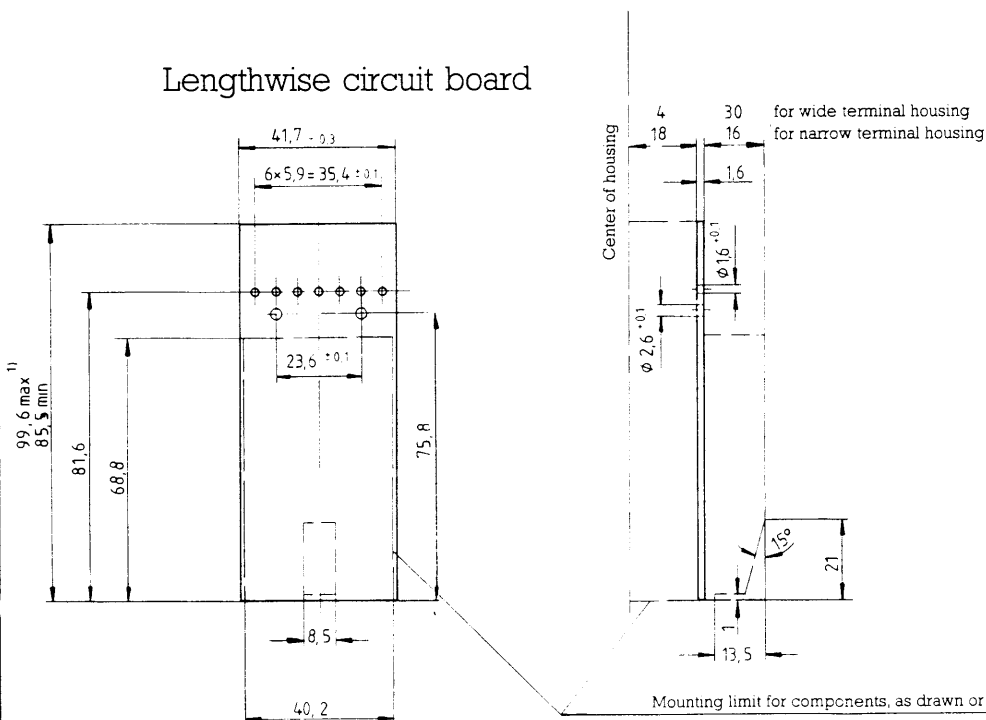 Lengthwise circuit board
41,7 - 0,3
6×5,9=35,4 ±0,1
23,6 ±0,1
99,6 max 1)
85,5 min
81,6
68,8
75,8
8,5
40,2
Center of housing
4 30 for wide terminal housing
18 16 for narrow terminal housing
1,6
φ1,6 +0,1
φ2,6 +0,1
15°
21
1
13,5
Mounting limit for components, as drawn or